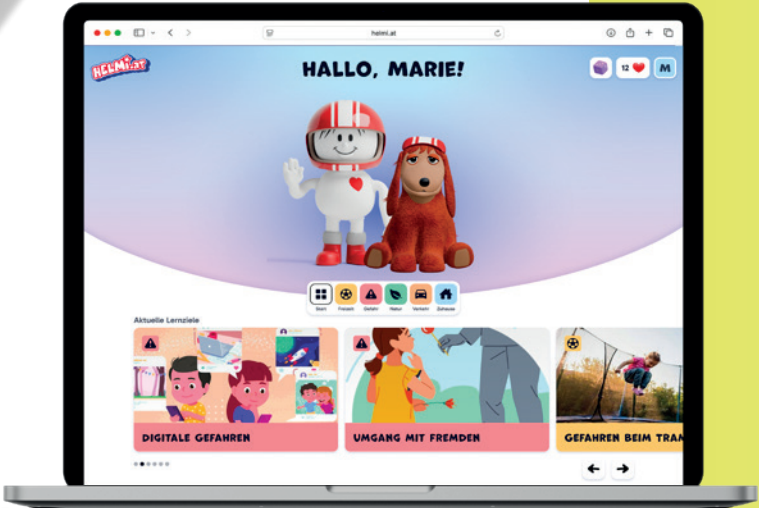 helmi.at
HELMi.AT
HALLO, MARIE!
12
M
Start
Freizeit
Gefahr
Natur
Verkehr
Zuhause
Aktuelle Lernziele
DIGITALE GEFAHREN
UMGANG MIT FREMDEN
GEFAHREN BEIM TRAM